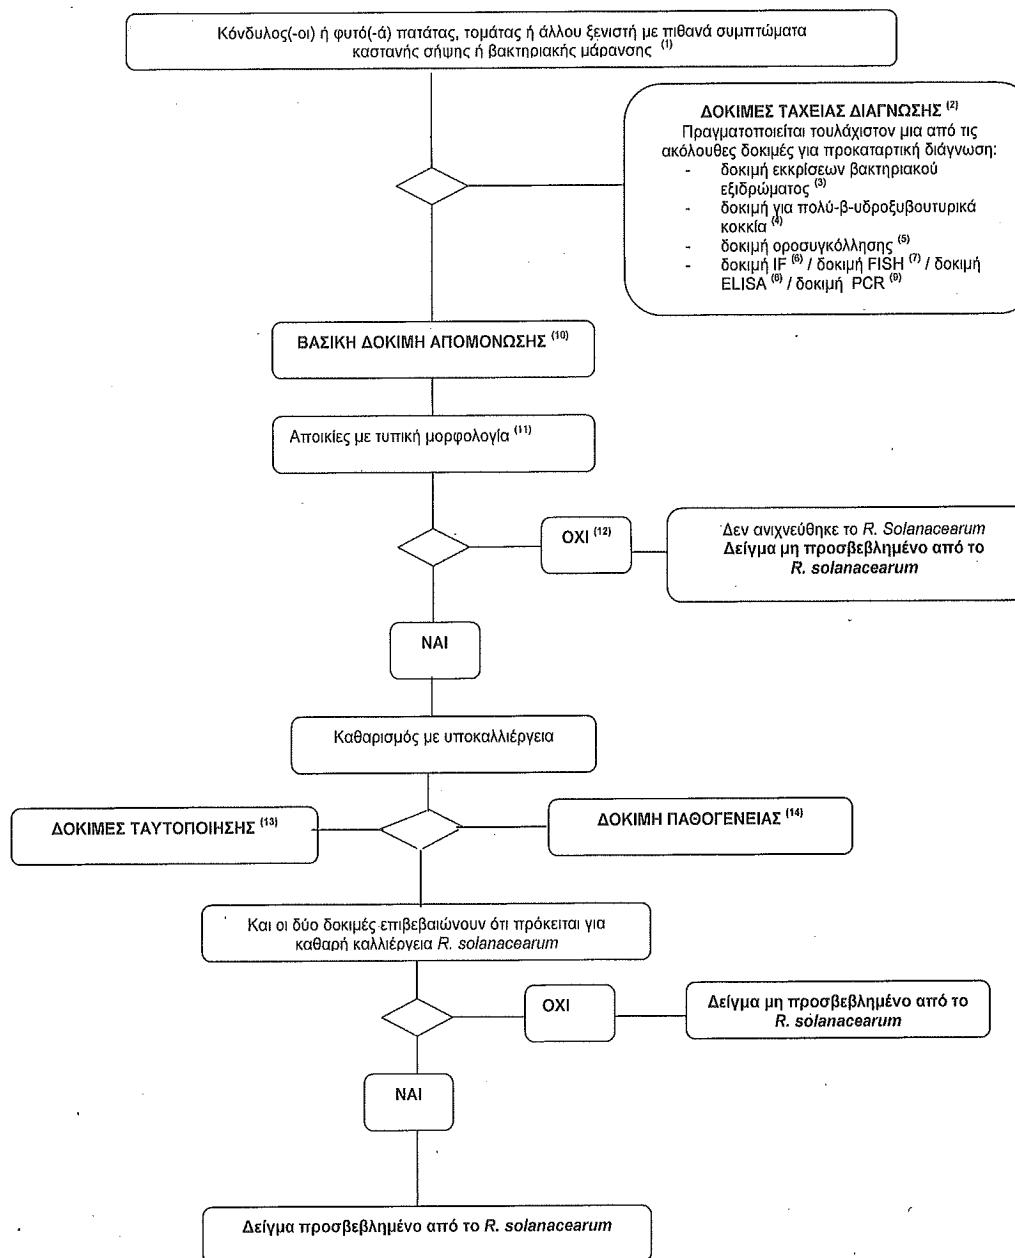 Κόνδυλος(-οι) ή φυτό(-ά) πατάτας, τομάτας ή άλλου ξενιστή με πιθανά συμπτώματα
καστανής σήψης ή βακτηριακής μάρανσης (1)
ΔΟΚΙΜΕΣ ΤΑΧΕΙΑΣ ΔΙΑΓΝΩΣΗΣ (2)
Πραγματοποιείται τουλάχιστον μια από τις
ακόλουθες δοκιμές για προκαταρτική διάγνωση:
- δοκιμή εκκρίσεων βακτηριακού
εξιδρώματος (3)
- δοκιμή για πολύ-β-υδροξυβουτυρικά
κοκκία (4)
- δοκιμή οροσυγκόλλησης (5)
- δοκιμή IF (6) / δοκιμή FISH (7) / δοκιμή
ELISA (8) / δοκιμή PCR (9)
ΒΑΣΙΚΗ ΔΟΚΙΜΗ ΑΠΟΜΟΝΩΣΗΣ (10)
Αποικίες με τυπική μορφολογία (11)
ΟΧΙ (12)
Δεν ανιχνεύθηκε το R. Solanacearum
Δείγμα μη προσβεβλημένο από το
R. solanacearum
ΝΑΙ
Καθαρισμός με υποκαλλιέργεια
ΔΟΚΙΜΕΣ ΤΑΥΤΟΠΟΙΗΣΗΣ (13)
ΔΟΚΙΜΗ ΠΑΘΟΓΕΝΕΙΑΣ (14)
Και οι δύο δοκιμές επιβεβαιώνουν ότι πρόκειται για
καθαρή καλλιέργεια R. solanacearum
ΟΧΙ
Δείγμα μη προσβεβλημένο από το
R. solanacearum
ΝΑΙ
Δείγμα προσβεβλημένο από το R. solanacearum